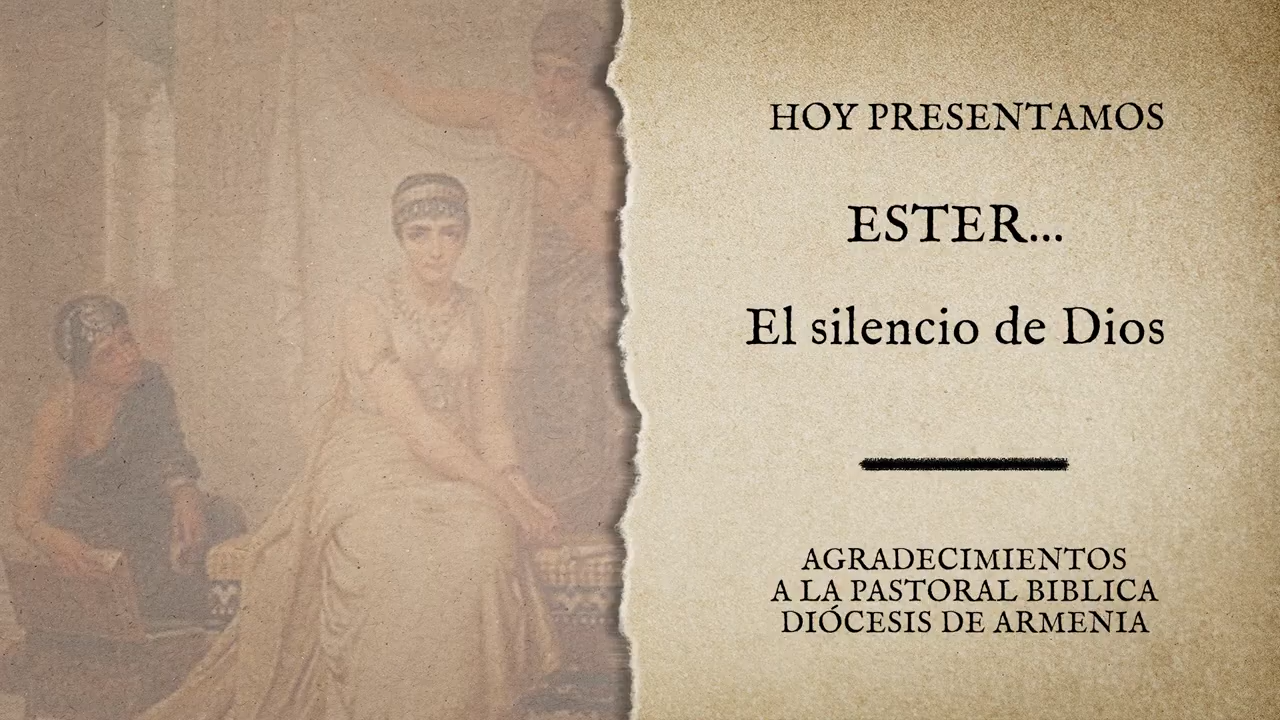 HOY PRESENTAMOS
ESTER...
El silencio de Dios
AGRADECIMIENTOS
A LA PASTORAL BIBLICA
DIÓCESIS DE ARMENIA